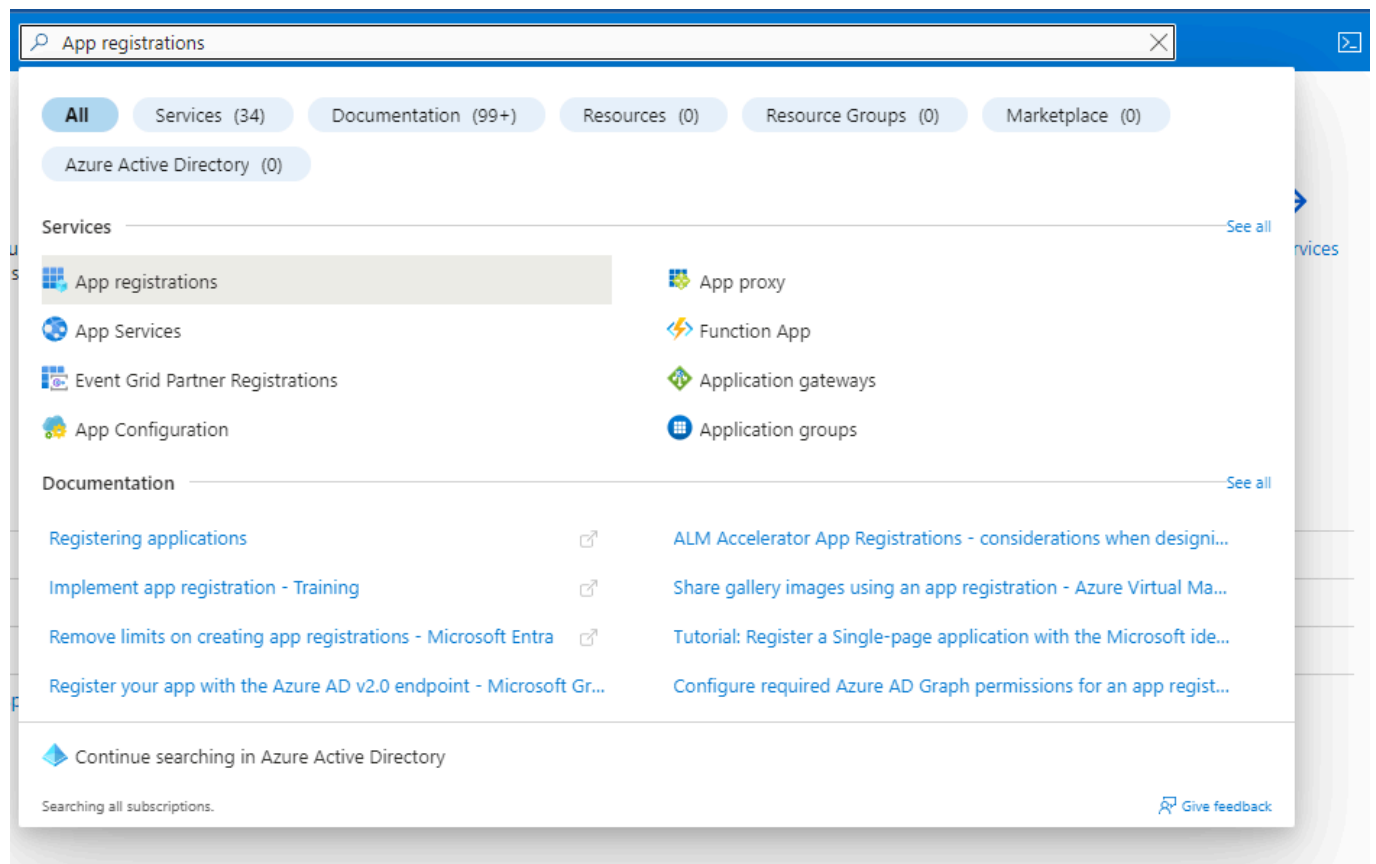 App registrations
All
Services (34)
Documentation (99+)
Resources (0)
Resource Groups (0)
Marketplace (0)
Azure Active Directory (0)
Services
See all
App registrations
App proxy
App Services
Function App
Event Grid Partner Registrations
Application gateways
App Configuration
Application groups
Documentation
See all
Registering applications
ALM Accelerator App Registrations - considerations when designi...
Implement app registration - Training
Share gallery images using an app registration - Azure Virtual Ma...
Remove limits on creating app registrations - Microsoft Entra
Tutorial: Register a Single-page application with the Microsoft ide...
Register your app with the Azure AD v2.0 endpoint - Microsoft Gr...
Configure required Azure AD Graph permissions for an app regist...
Continue searching in Azure Active Directory
Searching all subscriptions.
Give feedback
rvices